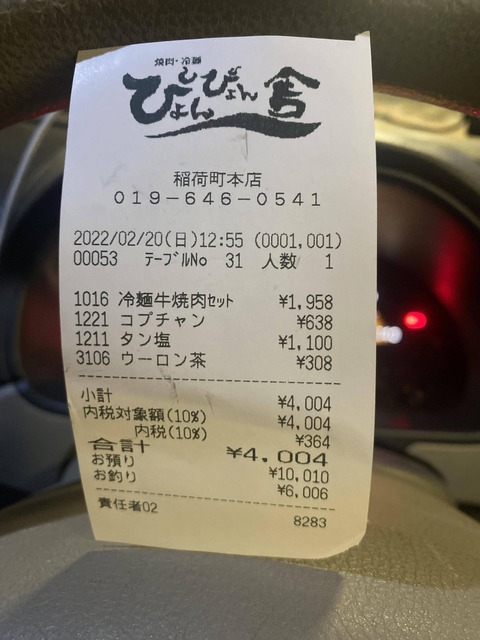 焼肉・冷麺
ぴょんぴょん舎
稲荷町本店
019-646-0541
2022/02/20(日)12:55 (0001,001)
00053 テーブルNo 31 人数 1
1016 冷麺牛焼肉セット ¥1,958
1221 コプチャン ¥638
1211 タン塩 ¥1,100
3106 ウーロン茶 ¥308
小計 ¥4,004
内税対象額(10%) ¥4,004
内税(10%) ¥364
合計 ¥4,004
お預り ¥10,010
お釣り ¥6,006
責任者02 8283